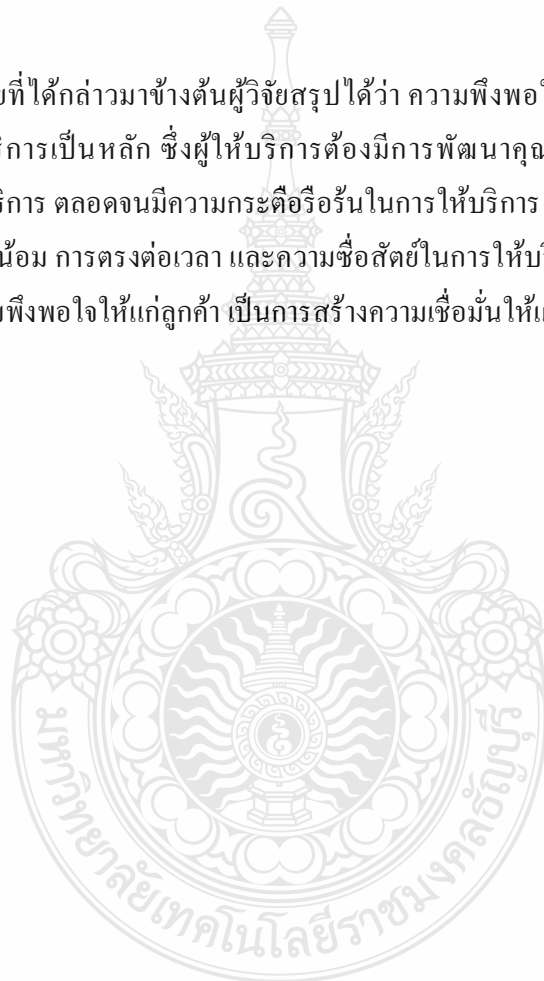 ที่ได้กล่าวมาข้างต้นผู้วิจัยสรุปได้ว่า ความพึงพอใ
ริการเป็นหลัก ซึ่งผู้ให้บริการต้องมีการพัฒนาคุณ
ริการ ตลอดจนมีความกระตือรือร้นในการให้บริการ
น้อม การตรงต่อเวลา และความซื่อสัตย์ในการให้บริ
พึงพอใจให้แก่ลูกค้า เป็นการสร้างความเชื่อมั่นให้แ
มหาวิทยาลัยเทคโนโลยีราชมงคลธัญบุรี